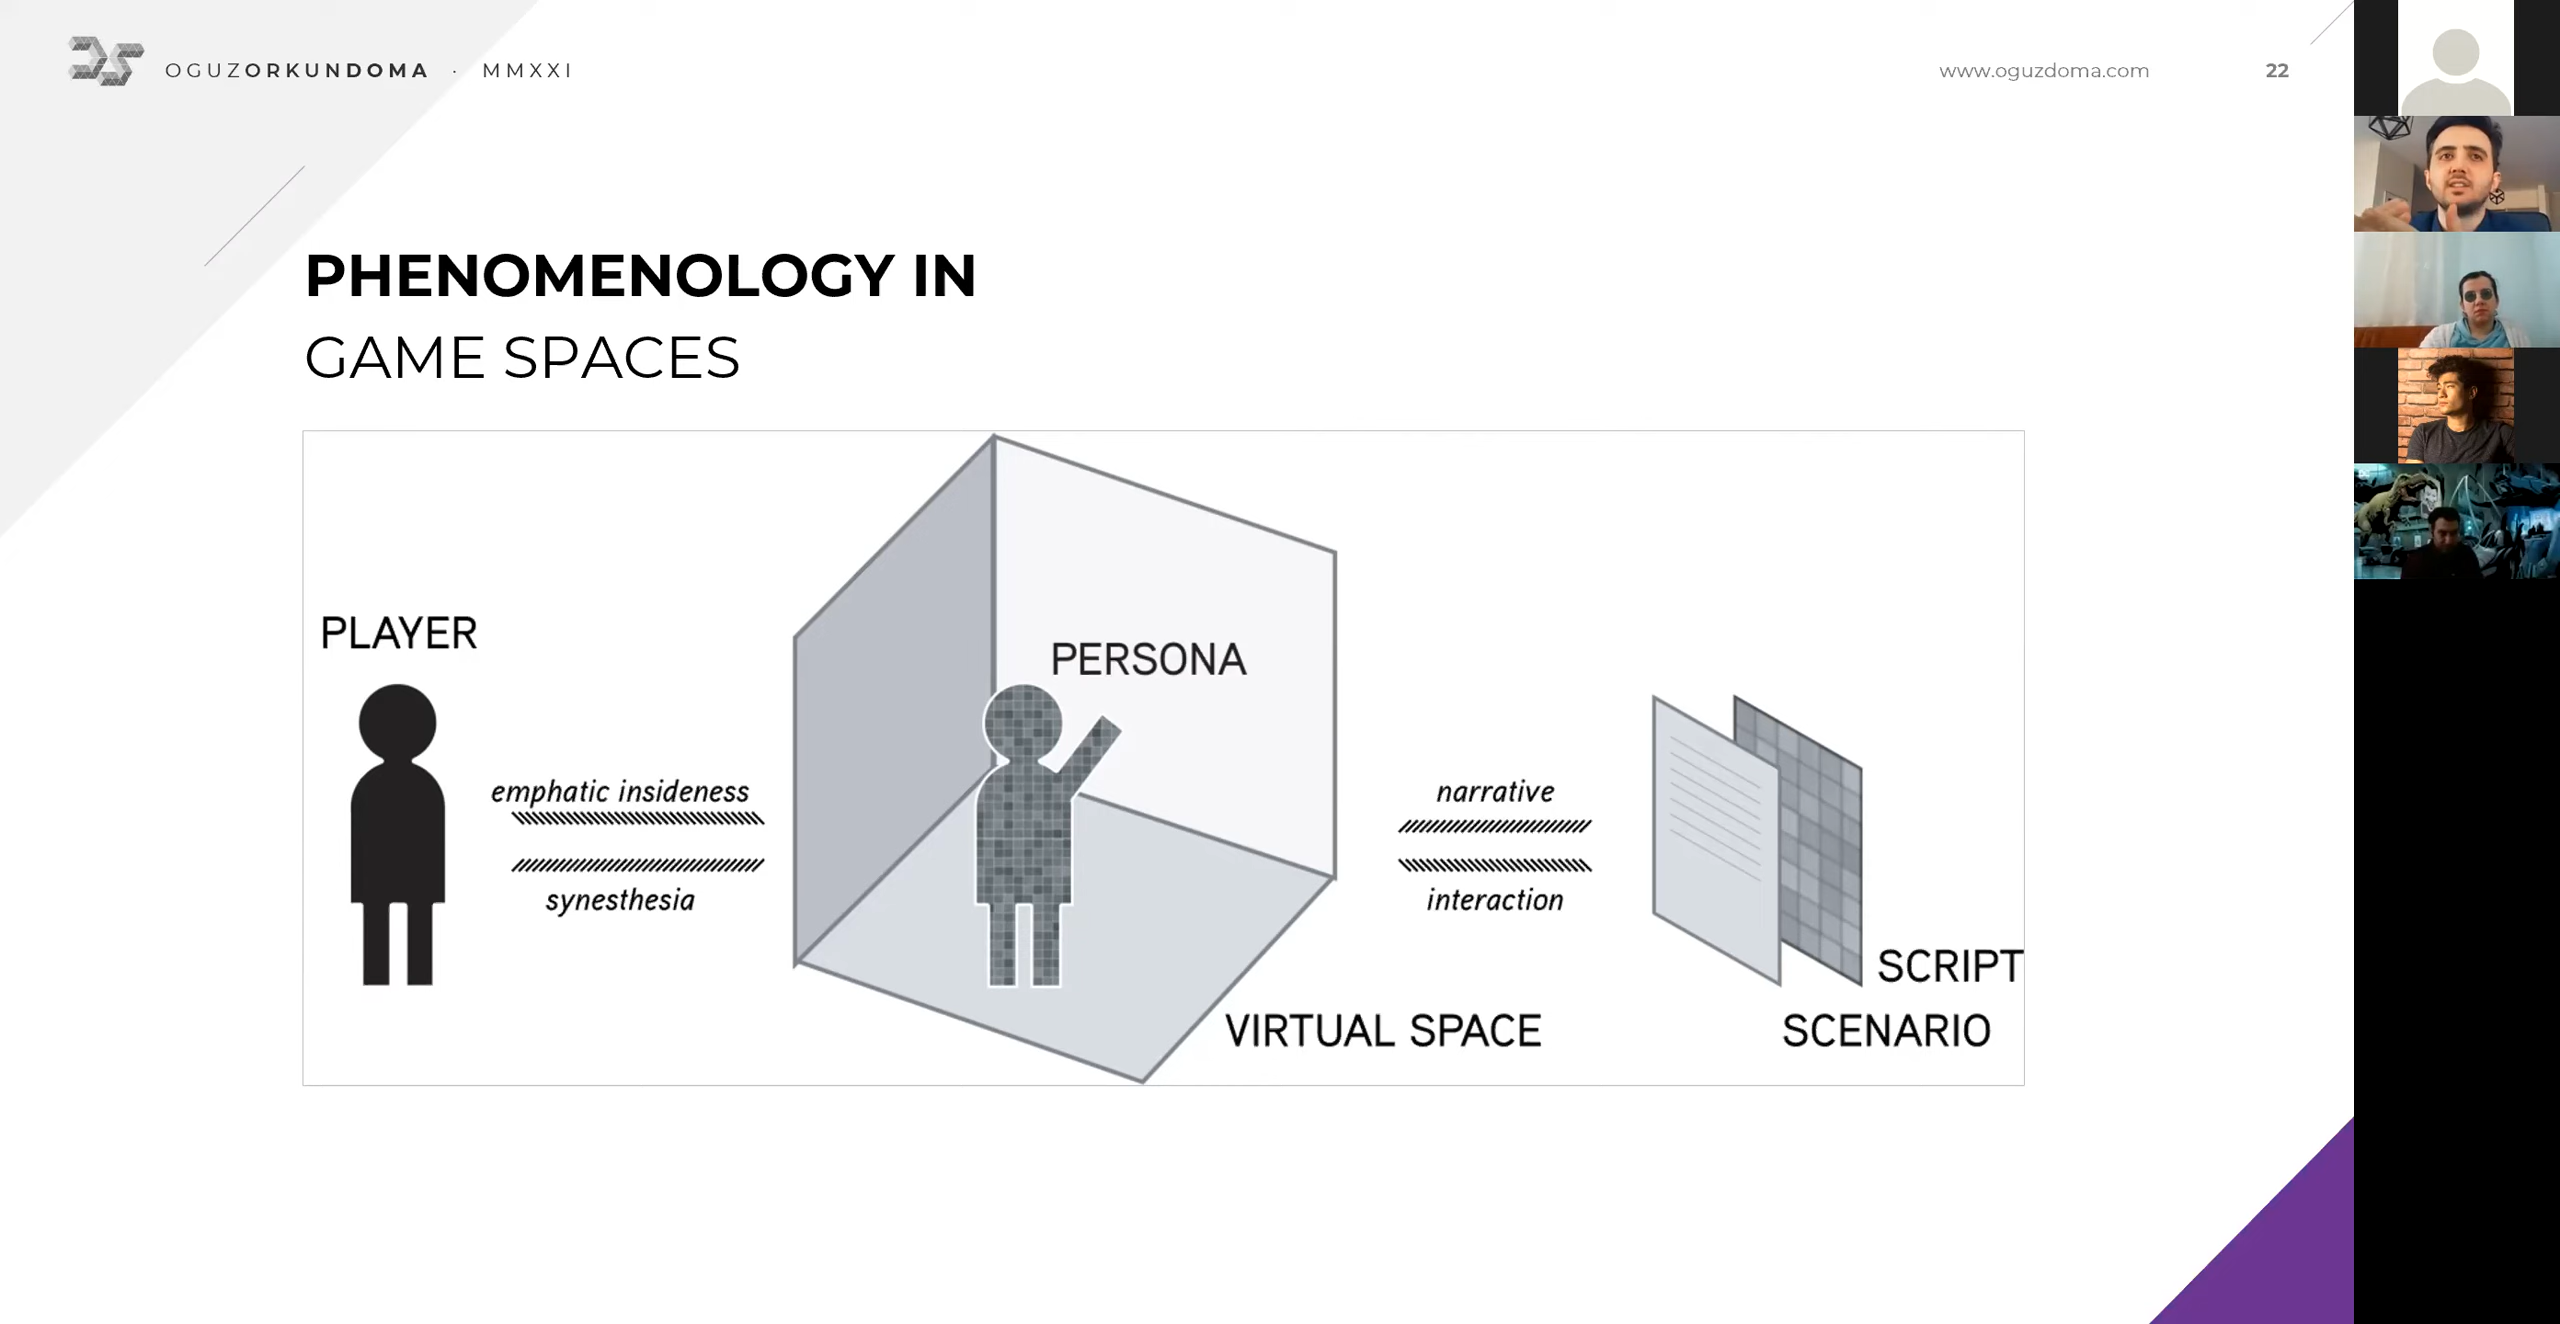 OGUZORKUNDOMA · MMXXI
www.oguzdoma.com
22
PHENOMENOLOGY IN
GAME SPACES
PLAYER
PERSONA
emphatic insideness
synesthesia
narrative
interaction
SCRIPT
VIRTUAL SPACE
SCENARIO